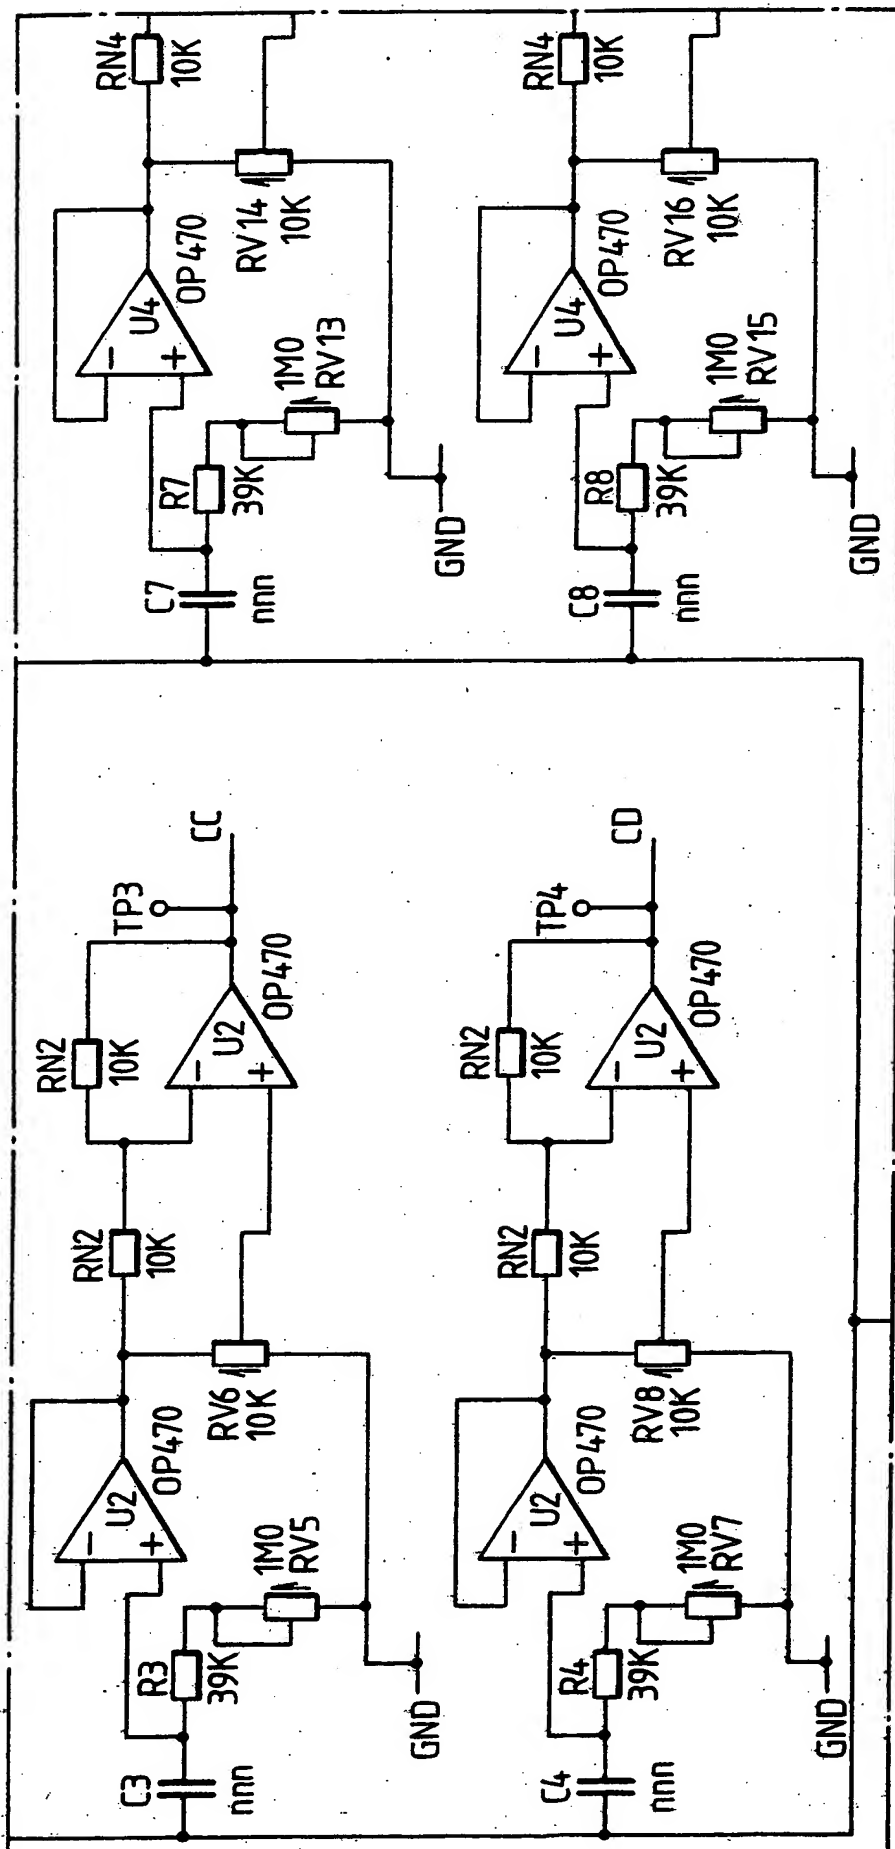 C3
nnn
R3
39K
1M0
RV5
GND
U2
OP470
RV6
10K
RN2
10K
RN2
10K
U2
OP470
TP3
CC
C7
nnn
R7
39K
1M0
RV13
GND
U4
OP470
RV14
10K
RN4
10K
C4
nnn
R4
39K
1M0
RV7
GND
U2
OP470
RV8
10K
RN2
10K
RN2
10K
U2
OP470
TP4
CD
C8
nnn
R8
39K
1M0
RV15
GND
U4
OP470
RV16
10K
RN4
10K